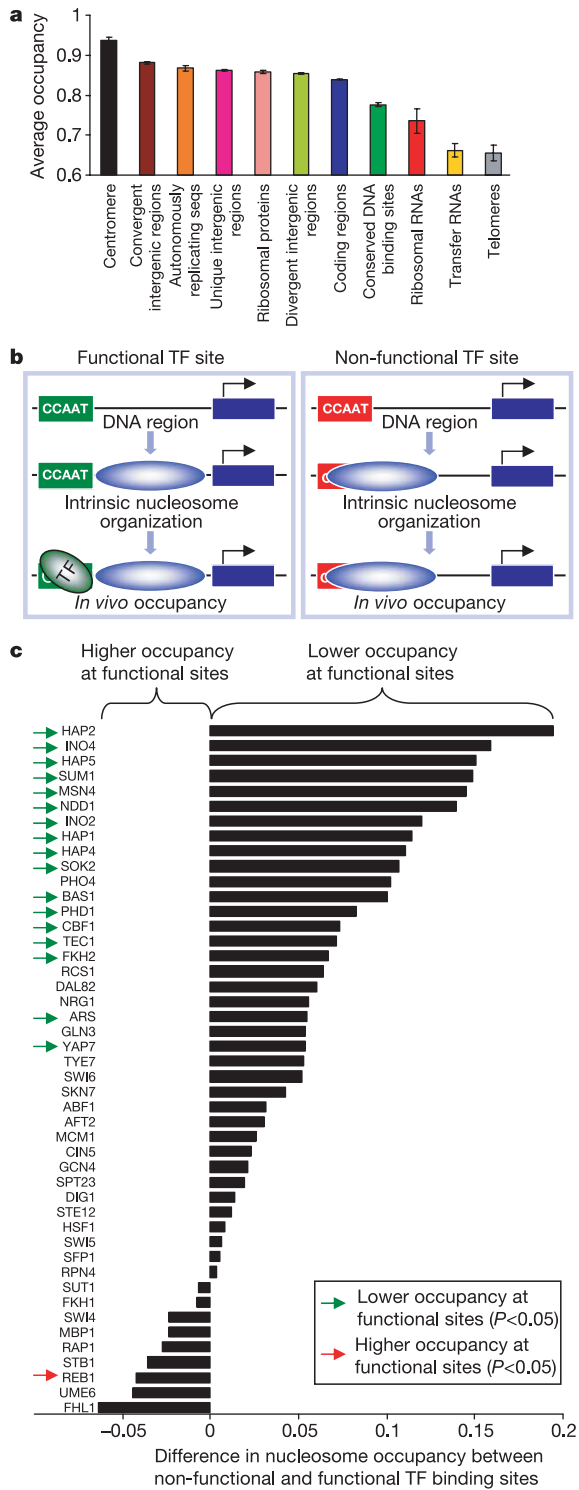 a
1
0.9
0.8
0.7
0.6
Average occupancy
Centromere
Convergent
intergenic regions
Autonomously
replicating seqs
Unique intergenic
regions
Ribosomal proteins
Divergent intergenic
regions
Coding regions
Conserved DNA
binding sites
Ribosomal RNAs
Transfer RNAs
Telomeres
b
Functional TF site
Non-functional TF site
CCAAT
DNA region
CCAAT
Intrinsic nucleosome
organization
C
TF
In vivo occupancy
CCAAT
DNA region
C
Intrinsic nucleosome
organization
C
In vivo occupancy
c
Higher occupancy
at functional sites
Lower occupancy
at functional sites
HAP2
INO4
HAP5
SUM1
MSN4
NDD1
INO2
HAP1
HAP4
SOK2
PHO4
BAS1
PHD1
CBF1
TEC1
FKH2
RCS1
DAL82
NRG1
ARS
GLN3
YAP7
TYE7
SWI6
SKN7
ABF1
AFT2
MCM1
CIN5
GCN4
SPT23
DIG1
STE12
HSF1
SWI5
SFP1
RPN4
SUT1
FKH1
SWI4
MBP1
RAP1
STB1
REB1
UME6
FHL1
Lower occupancy at
functional sites (P<0.05)
Higher occupancy at
functional sites (P<0.05)
−0.05 0 0.05 0.1 0.15 0.2
Difference in nucleosome occupancy between
non-functional and functional TF binding sites